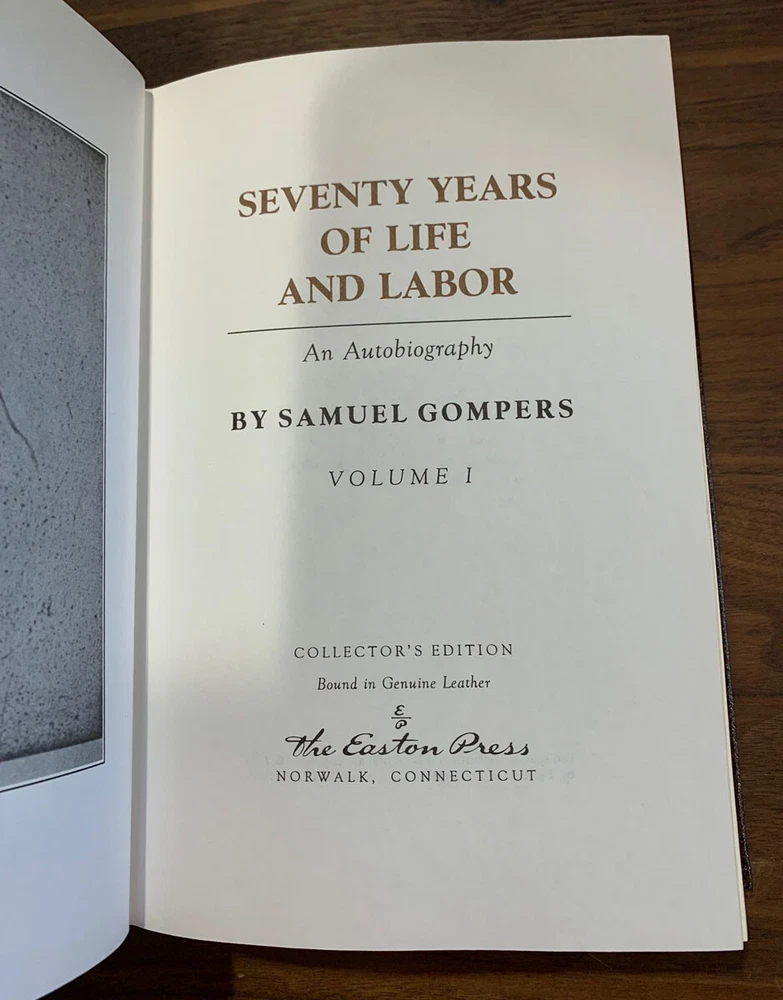 SEVENTY YEARS
OF LIFE
AND LABOR
An Autobiography
BY SAMUEL GOMPERS
VOLUME I
COLLECTOR'S EDITION
Bound in Genuine Leather
E
P
The Easton Press
NORWALK, CONNECTICUT